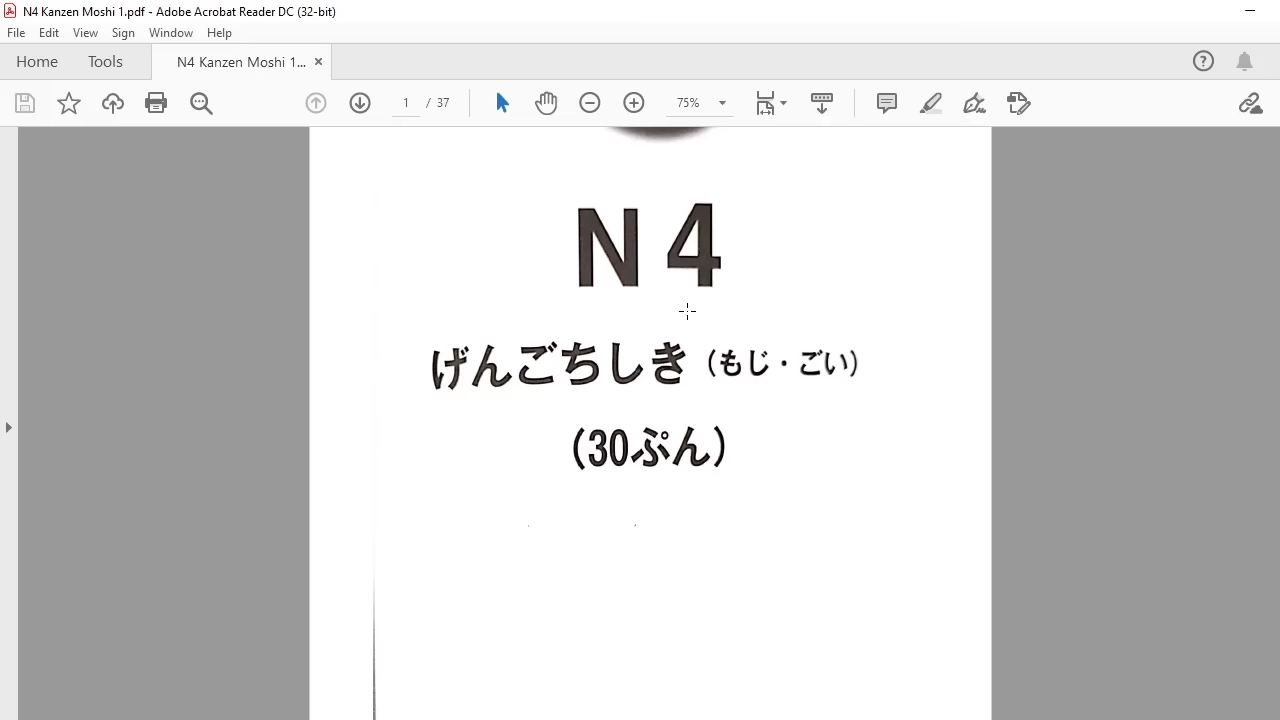 N4 Kanzen Moshi 1.pdf - Adobe Acrobat Reader DC (32-bit)
File Edit View Sign Window Help
Home Tools N4 Kanzen Moshi 1... ×
1 / 37 75%
N4
げんごちしき（もじ・ごい）
（30ぷん）